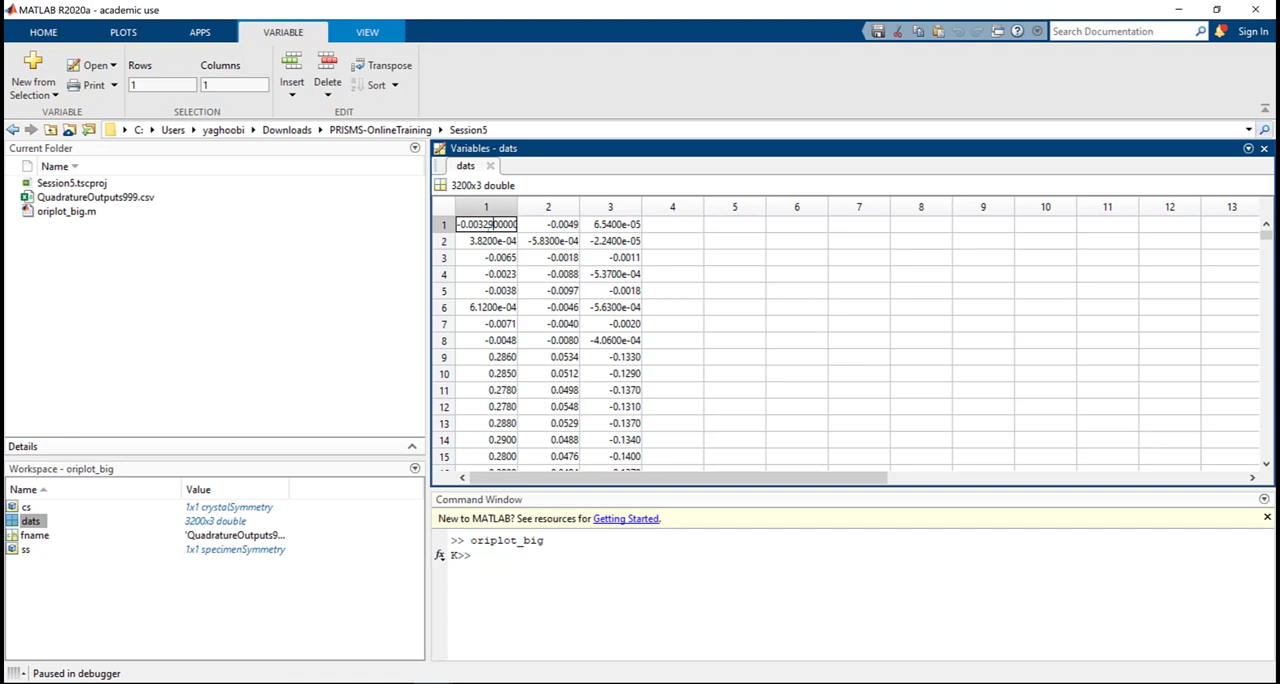 MATLAB R2020a - academic use
HOME PLOTS APPS VARIABLE VIEW
Search Documentation Sign In
New from Selection
Open
Print
Rows Columns
1 1
Insert Delete
Transpose
Sort
VARIABLE SELECTION EDIT
C: Users yaghoobi Downloads PRISMS-OnlineTraining Session5
Current Folder
Name
Session5.tscproj
QuadratureOutputs999.csv
oriplot_big.m
Details
Workspace - oriplot_big
Name Value
cs 1x1 crystalSymmetry
dats 3200x3 double
fname 'QuadratureOutputs9...
ss 1x1 specimenSymmetry
Variables - dats
dats
3200x3 double
1 2 3 4 5 6 7 8 9 10 11 12 13
1 -0.0032900000 -0.0049 6.5400e-05
2 3.8200e-04 -5.8300e-04 -2.2400e-05
3 -0.0065 -0.0018 -0.0011
4 -0.0023 -0.0088 -5.3700e-04
5 -0.0038 -0.0097 -0.0018
6 6.1200e-04 -0.0046 -5.6300e-04
7 -0.0071 -0.0040 -0.0020
8 -0.0048 -0.0080 -4.0600e-04
9 0.2860 0.0534 -0.1330
10 0.2850 0.0512 -0.1290
11 0.2780 0.0498 -0.1370
12 0.2780 0.0548 -0.1310
13 0.2880 0.0529 -0.1370
14 0.2900 0.0488 -0.1340
15 0.2800 0.0476 -0.1400
Command Window
New to MATLAB? See resources for Getting Started.
>> oriplot_big
fx K>>
Paused in debugger